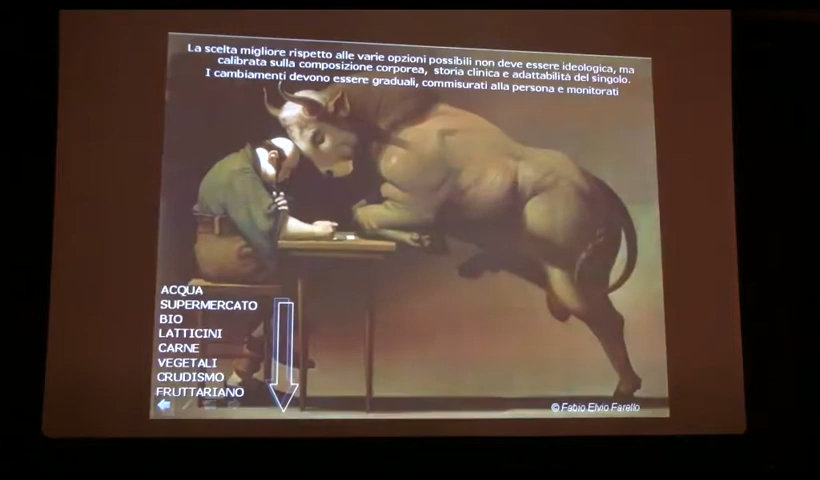 La scelta migliore rispetto alle varie opzioni possibili non deve essere ideologica, ma
calibrata sulla composizione corporea, storia clinica e adattabilità del singolo.
I cambiamenti devono essere graduali, commisurati alla persona e monitorati
ACQUA
SUPERMERCATO
BIO
LATTICINI
CARNE
VEGETALI
CRUDISMO
FRUTTARIANO
© Fabio Elvio Farello